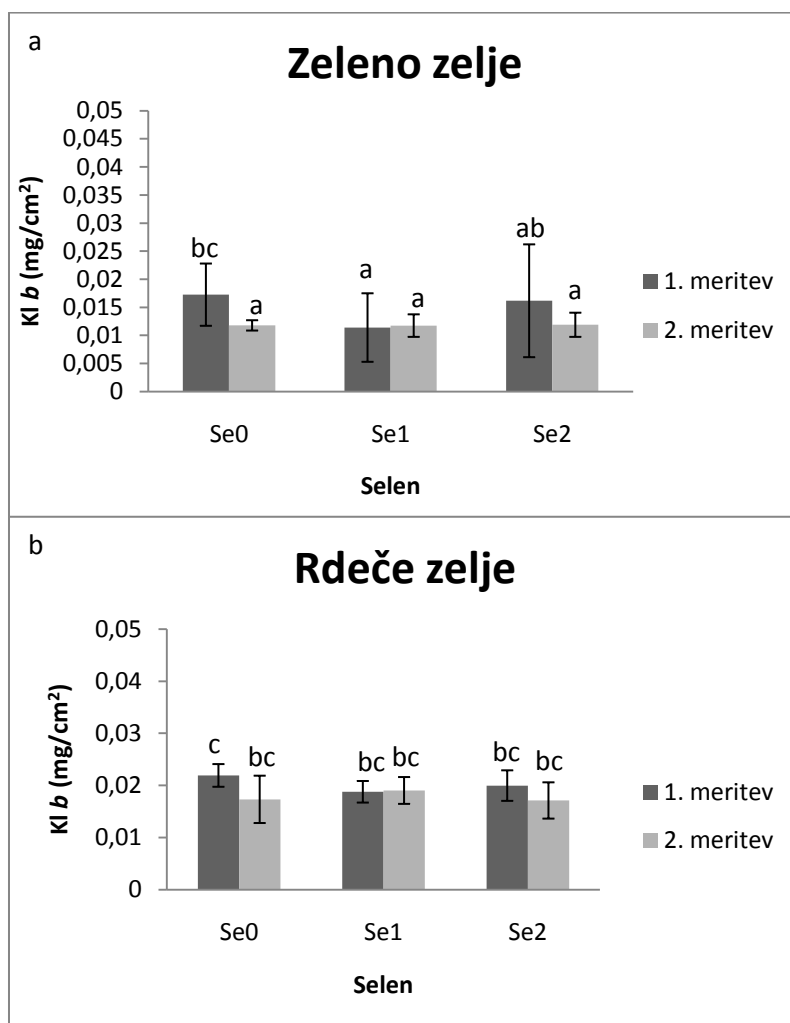 a
Zeleno zelje
0,05
0,045
0,04
0,035
0,03
0,025
0,02
0,015
0,01
0,005
0
Kl b (mg/cm²)
bc
a
a
a
ab
a
Se0
Se1
Se2
Selen
1. meritev
2. meritev
b
Rdeče zelje
0,05
0,04
0,03
0,02
0,01
0
Kl b (mg/cm²)
c
bc
bc
bc
bc
bc
Se0
Se1
Se2
Selen
1. meritev
2. meritev